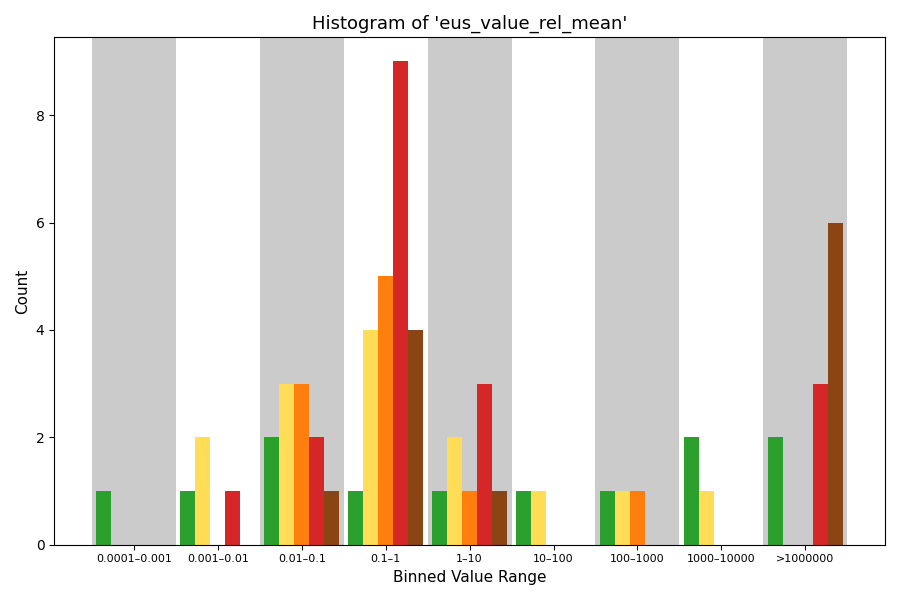 Histogram of 'eus_value_rel_mean'
Count
8
6
4
2
0
0.0001–0.001 0.001–0.01 0.01–0.1 0.1–1 1–10 10–100 100–1000 1000–10000 >1000000
Binned Value Range